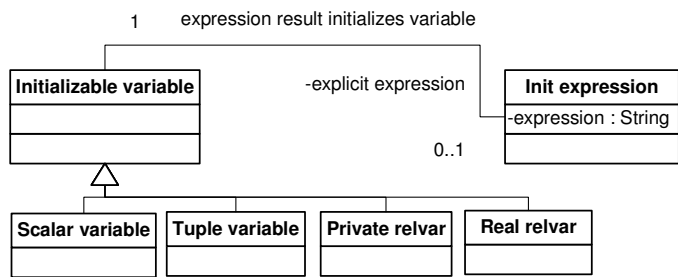 1 expression result initializes variable
Initializable variable
-explicit expression
Init expression
-expression : String
0..1
Scalar variable
Tuple variable
Private relvar
Real relvar